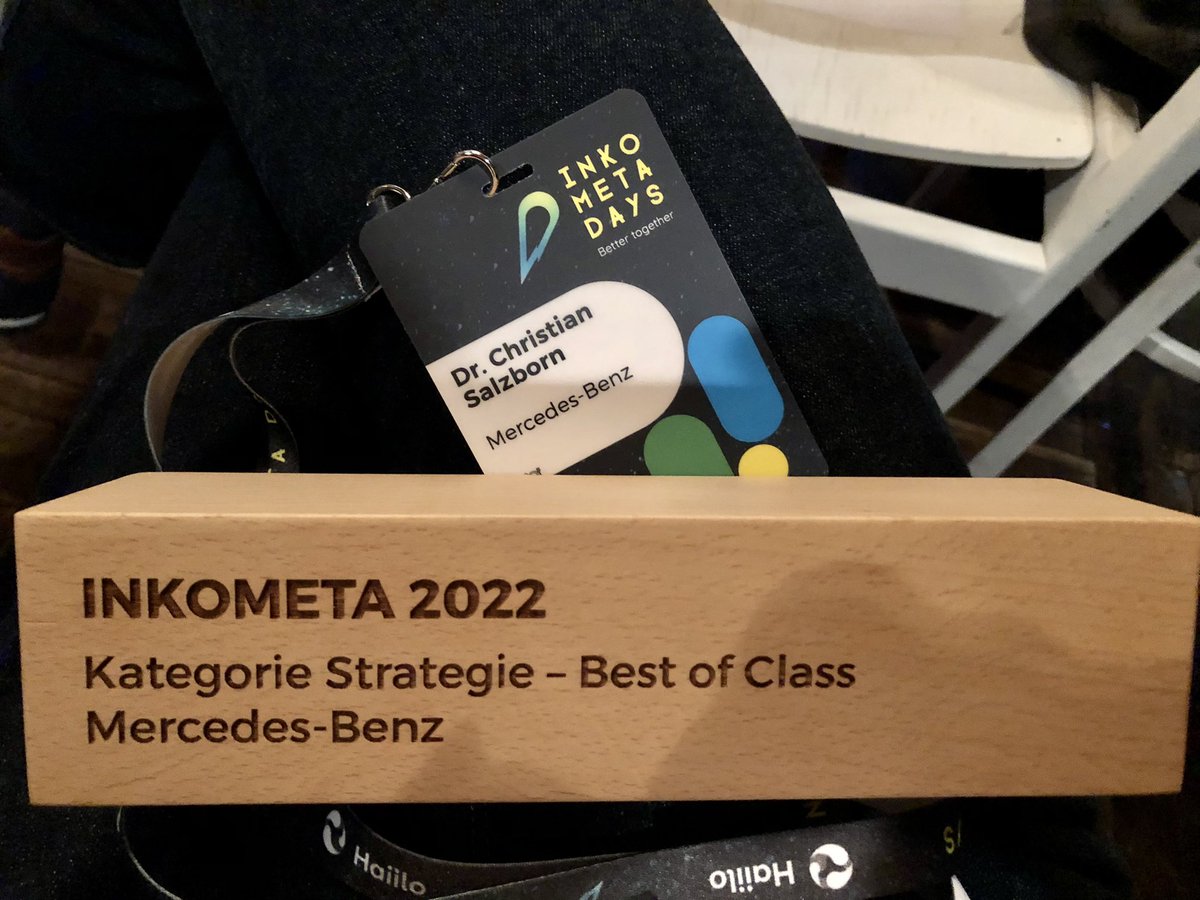 INKO
META
DAYS
Better together
Dr. Christian
Salzborn
Mercedes-Benz
INKOMETA 2022
Kategorie Strategie – Best of Class
Mercedes-Benz
Haiilo
Haiilo